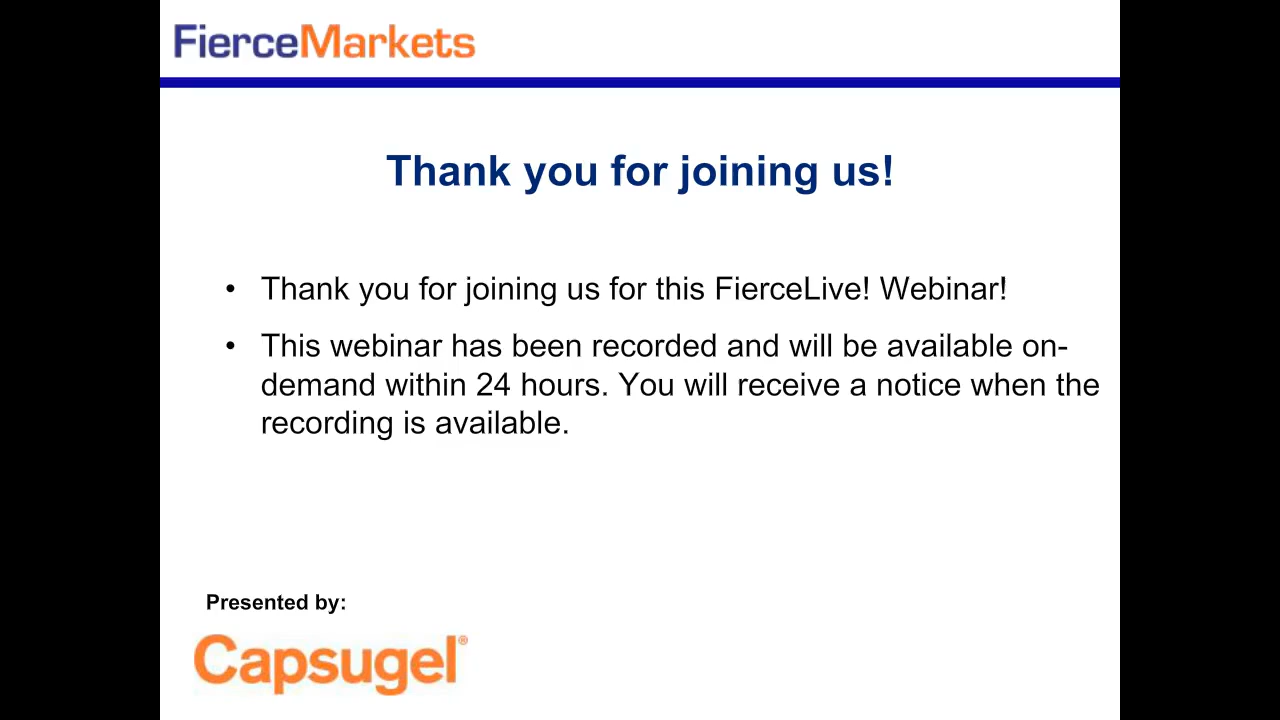 FierceMarkets
Thank you for joining us!
• Thank you for joining us for this FierceLive! Webinar!
• This webinar has been recorded and will be available on-
demand within 24 hours. You will receive a notice when the
recording is available.
Presented by:
Capsugel®